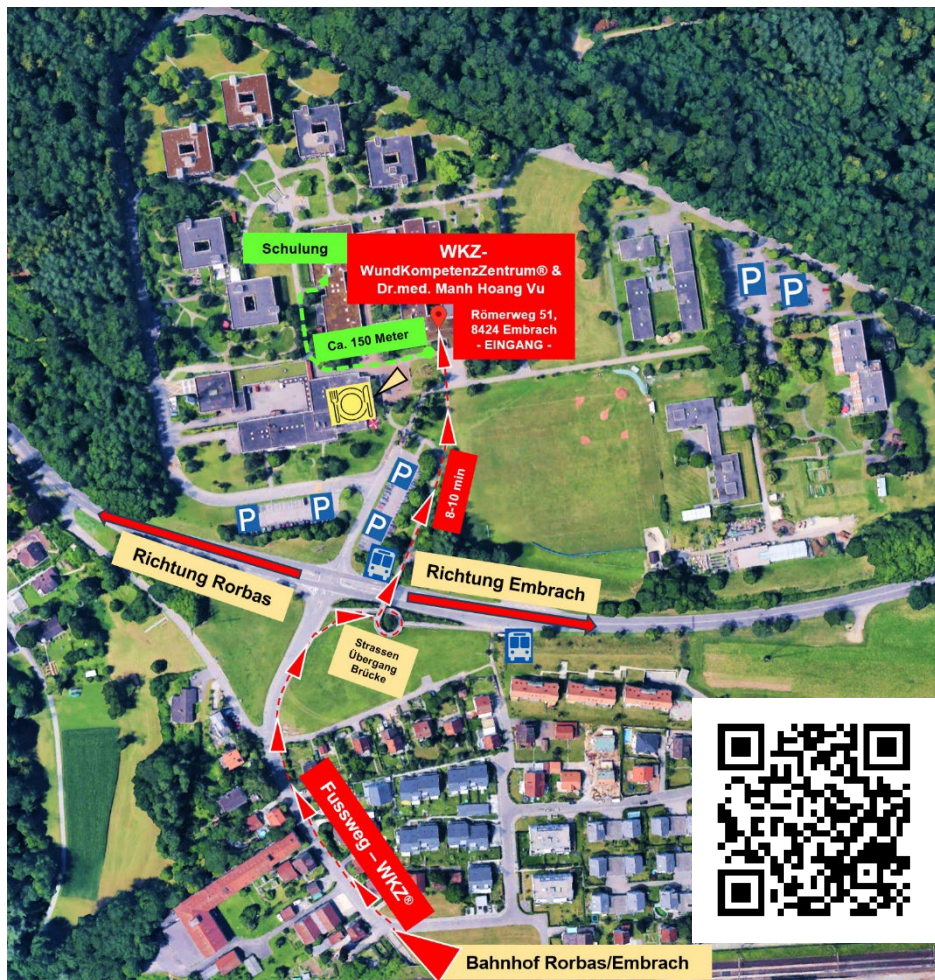 Schulung
WKZ-
WundKompetenzZentrum® &
Dr.med. Manh Hoang Vu
Römerweg 51,
8424 Embrach
- EINGANG -
Ca. 150 Meter
P
P
8-10 min
P
P
P
P
Richtung Rorbas
Richtung Embrach
Strassen
Übergang
Brücke
Fussweg – WKZ®
Bahnhof Rorbas/Embrach